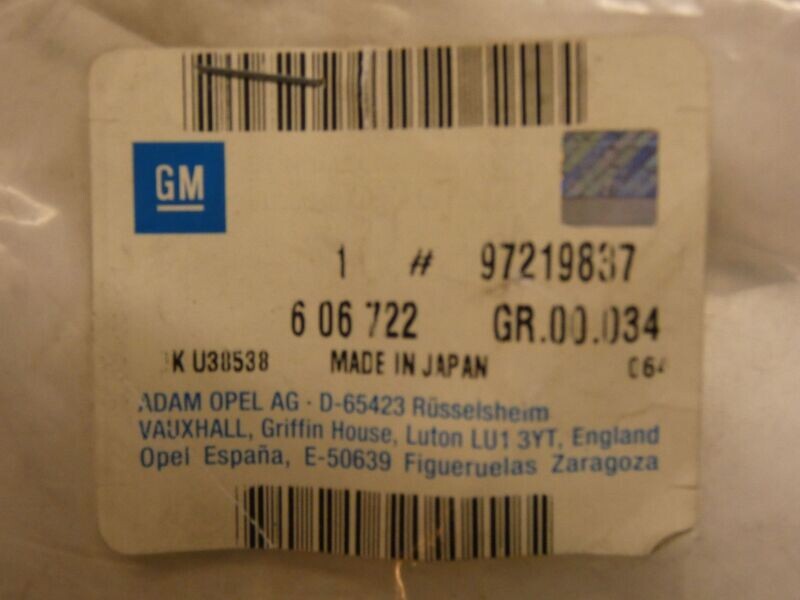 GM
1 # 97219837
6 06 722 GR.00.034
K U38538 MADE IN JAPAN 064
ADAM OPEL AG · D-65423 Rüsselsheim
VAUXHALL, Griffin House, Luton LU1 3YT, England
Opel España, E-50639 Figueruelas Zaragoza